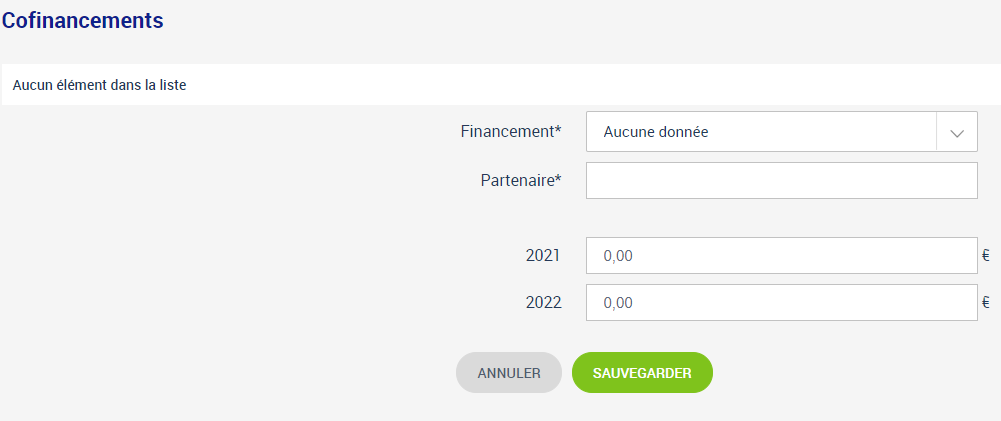 Cofinancements
Aucun élément dans la liste
Financement* Aucune donnée
Partenaire*
2021 0,00 €
2022 0,00 €
ANNULER SAUVEGARDER